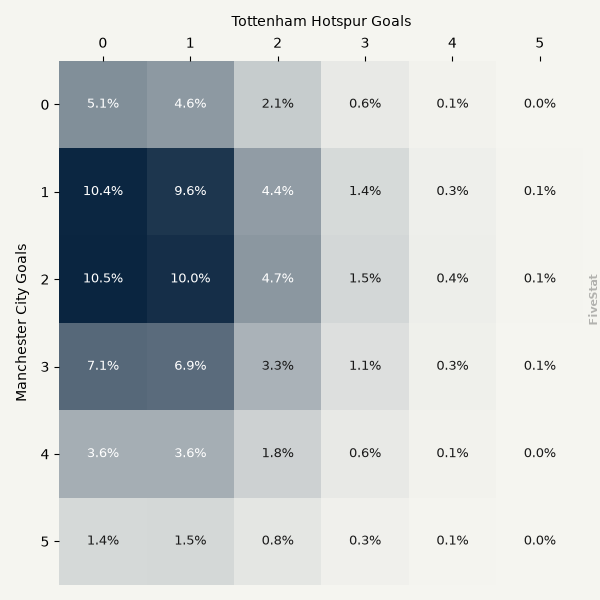 Tottenham Hotspur Goals
0 1 2 3 4 5
0 5.1% 4.6% 2.1% 0.6% 0.1% 0.0%
1 10.4% 9.6% 4.4% 1.4% 0.3% 0.1%
2 10.5% 10.0% 4.7% 1.5% 0.4% 0.1%
3 7.1% 6.9% 3.3% 1.1% 0.3% 0.1%
4 3.6% 3.6% 1.8% 0.6% 0.1% 0.0%
5 1.4% 1.5% 0.8% 0.3% 0.1% 0.0%
Manchester City Goals
FiveStat